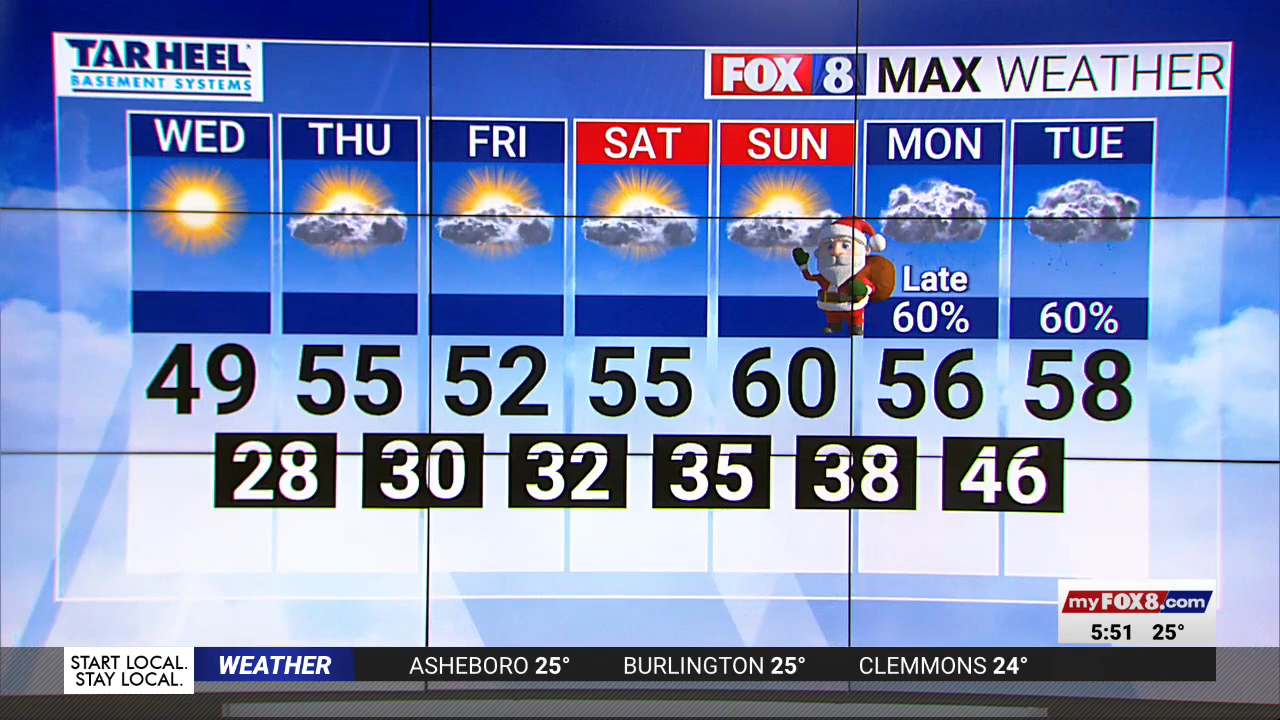 TAR HEEL
BASEMENT SYSTEMS
FOX 8 MAX WEATHER
WED THU FRI SAT SUN MON TUE
Late
60% 60%
49 55 52 55 60 56 58
28 30 32 35 38 46
myFOX8.com
5:51 25°
START LOCAL.
STAY LOCAL.
WEATHER ASHEBORO 25° BURLINGTON 25° CLEMMONS 24°